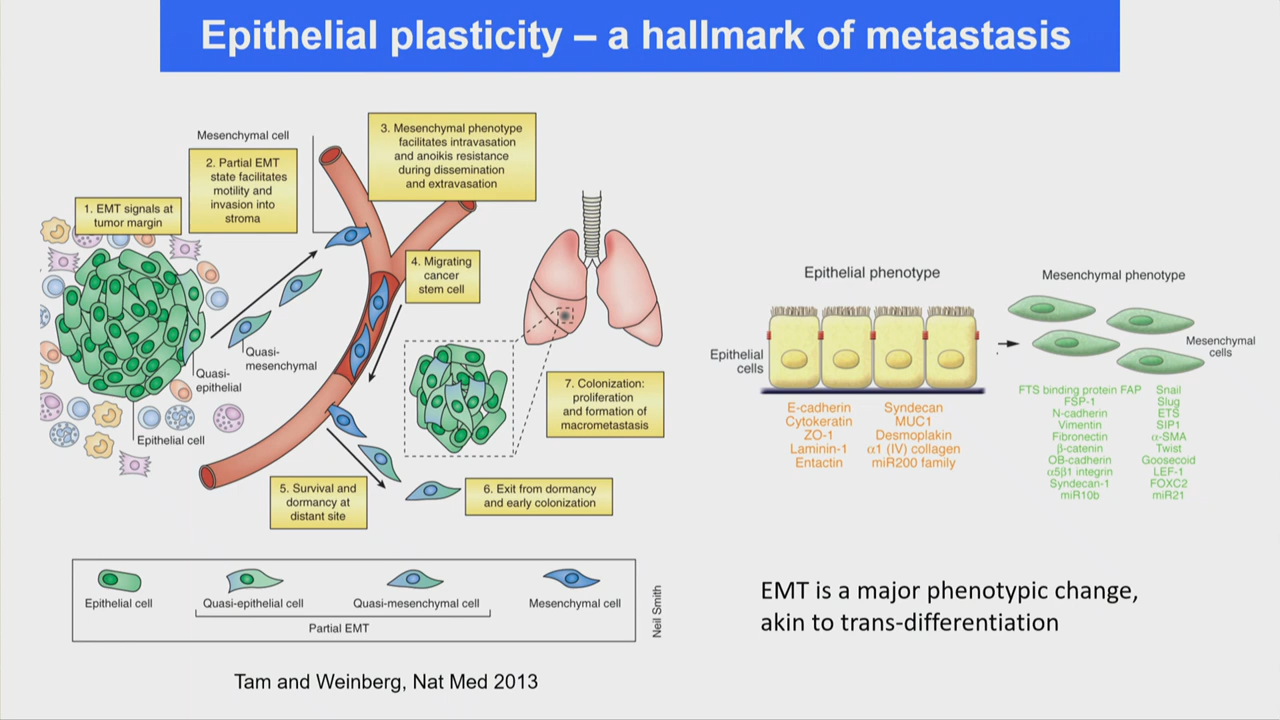 Epithelial plasticity – a hallmark of metastasis
Mesenchymal cell
1. EMT signals at
tumor margin
2. Partial EMT
state facilitates
motility and
invasion into
stroma
3. Mesenchymal phenotype
facilitates intravasation
and anoikis resistance
during dissemination
and extravasation
4. Migrating
cancer
stem cell
Quasi-
mesenchymal
Quasi-
epithelial
Epithelial cell
5. Survival and
dormancy at
distant site
6. Exit from dormancy
and early colonization
7. Colonization:
proliferation
and formation of
macrometastasis
Epithelial cell
Quasi-epithelial cell
Quasi-mesenchymal cell
Mesenchymal cell
Partial EMT
Neil Smith
Tam and Weinberg, Nat Med 2013
Epithelial phenotype
Epithelial
cells
E-cadherin
Cytokeratin
ZO-1
Laminin-1
Entactin
Syndecan
MUC1
Desmoplakin
α1 (IV) collagen
miR200 family
Mesenchymal phenotype
Mesenchymal
cells
FTS binding protein FAP
FSP-1
N-cadherin
Vimentin
Fibronectin
β-catenin
OB-cadherin
α5β1 integrin
Syndecan-1
miR10b
Snail
Slug
ETS
SIP1
α-SMA
Twist
Goosecoid
LEF-1
FOXC2
miR21
EMT is a major phenotypic change,
akin to trans-differentiation